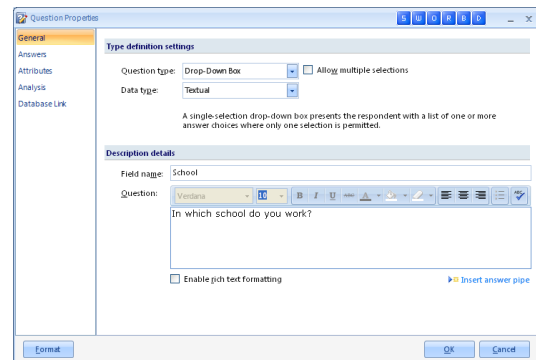 Question Properties
S W O R B D
General
Answers
Attributes
Analysis
Database Link
Type definition settings
Question type: Drop-Down Box Allow multiple selections
Data type: Textual
A single-selection drop-down box presents the respondent with a list of one or more
answer choices where only one selection is permitted.
Description details
Field name: School
Question: Verdana 10 B I U abc A ABC
In which school do you work?
Enable rich text formatting Insert answer pipe
Format OK Cancel